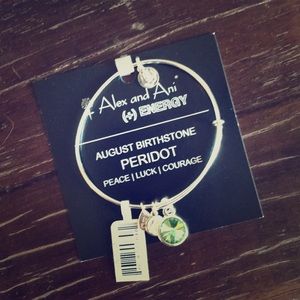 Alex and Ani
(+) ENERGY
AUGUST BIRTHSTONE
PERIDOT
PEACE | LUCK | COURAGE